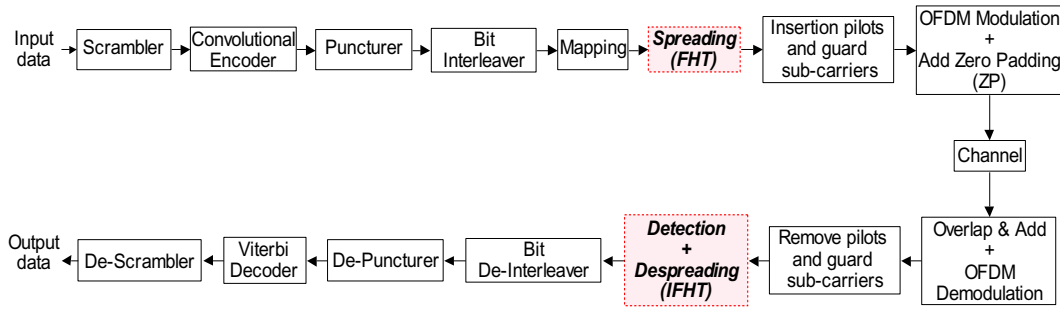 Input
data
Scrambler
Convolutional
Encoder
Puncturer
Bit
Interleaver
Mapping
Spreading
(FHT)
Insertion pilots
and guard
sub-carriers
OFDM Modulation
+
Add Zero Padding
(ZP)
Channel
Overlap & Add
+
OFDM
Demodulation
Remove pilots
and guard
sub-carriers
Detection
+
Despreading
(IFHT)
Bit
De-Interleaver
De-Puncturer
Viterbi
Decoder
De-Scrambler
Output
data